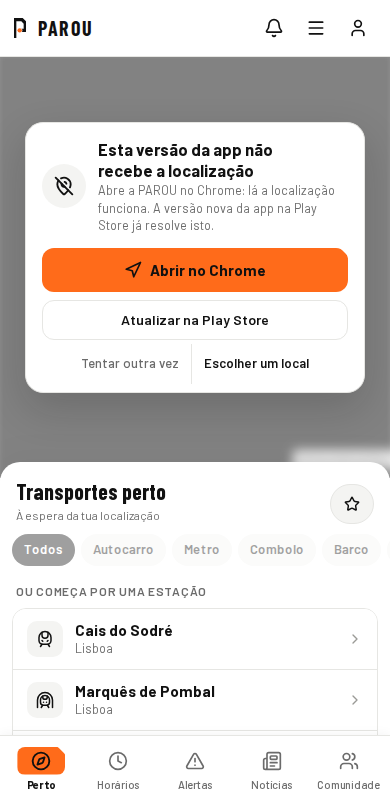 PAROU
Esta versão da app não
recebe a localização
Abre a PAROU no Chrome: lá a localização
funciona. A versão nova da app na Play
Store já resolve isto.
Abrir no Chrome
Atualizar na Play Store
Tentar outra vez
Escolher um local
Transportes perto
À espera da tua localização
Todos
Autocarro
Metro
Comboio
Barco
OU COMEÇA POR UMA ESTAÇÃO
Cais do Sodré
Lisboa
Marquês de Pombal
Lisboa
Perto
Horários
Alertas
Notícias
Comunidade